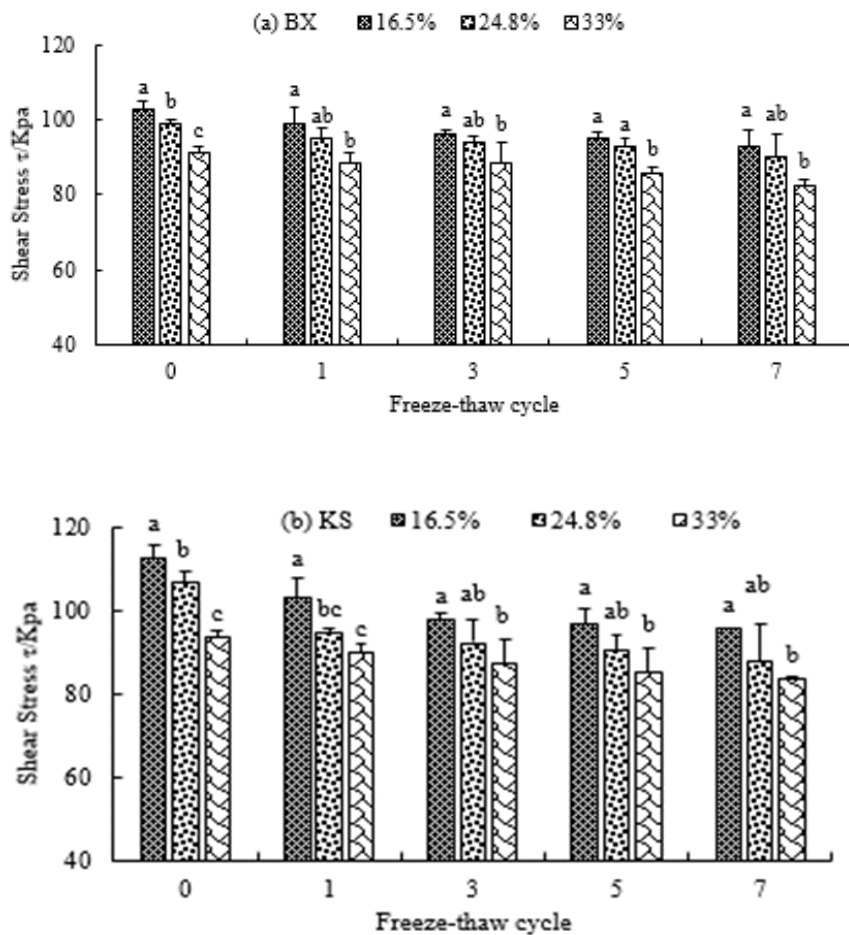 (a) BX 16.5% 24.8% 33%
120
100
80
60
40
Shear Stress τ/Kpa
a b c
a ab b
a ab b
a a b
a ab b
0 1 3 5 7
Freeze-thaw cycle
(b) KS 16.5% 24.8% 33%
120
100
80
60
40
Shear Stress τ/Kpa
a b c
a bc c
a ab b
a ab b
a ab b
0 1 3 5 7
Freeze-thaw cycle